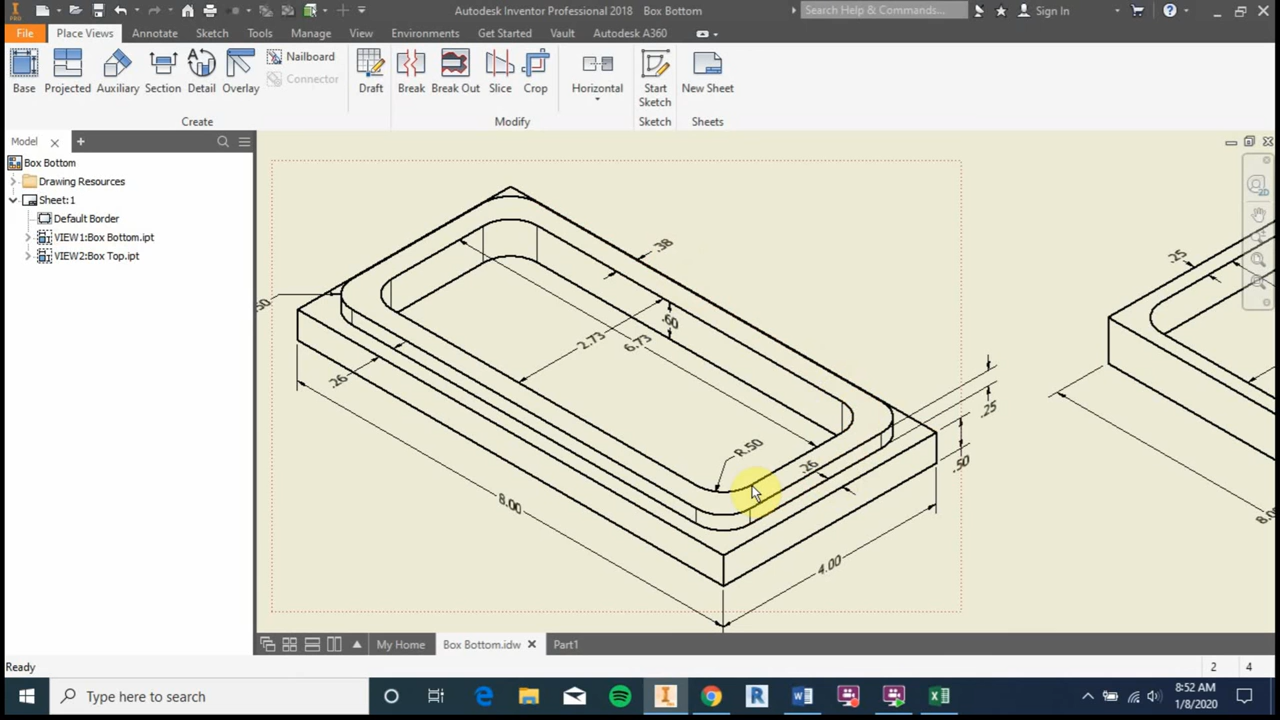 Autodesk Inventor Professional 2018 Box Bottom
Search Help & Commands...
Sign In
I PRO
File Place Views Annotate Sketch Tools Manage View Environments Get Started Vault Autodesk A360
Base Projected Auxiliary Section Detail Overlay
Nailboard
Connector
Draft Break Break Out Slice Crop Horizontal Start Sketch New Sheet
Create Modify Sketch Sheets
Model
Box Bottom
Drawing Resources
Sheet:1
Default Border
VIEW1:Box Bottom.ipt
VIEW2:Box Top.ipt
.38
.25
.60
2.73
6.73
.26
.25
R.50
.26
.50
8.00
4.00
My Home Box Bottom.idw Part1
Ready
2 4
Type here to search
8:52 AM
1/8/2020